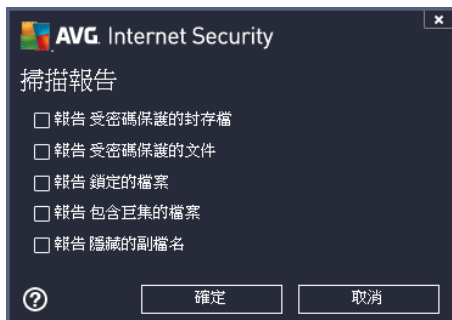 AVG. Internet Security
掃描報告
報告 受密碼保護的封存檔
報告 受密碼保護的文件
報告 鎖定的檔案
報告 包含巨集的檔案
報告 隱藏的副檔名
確定
取消